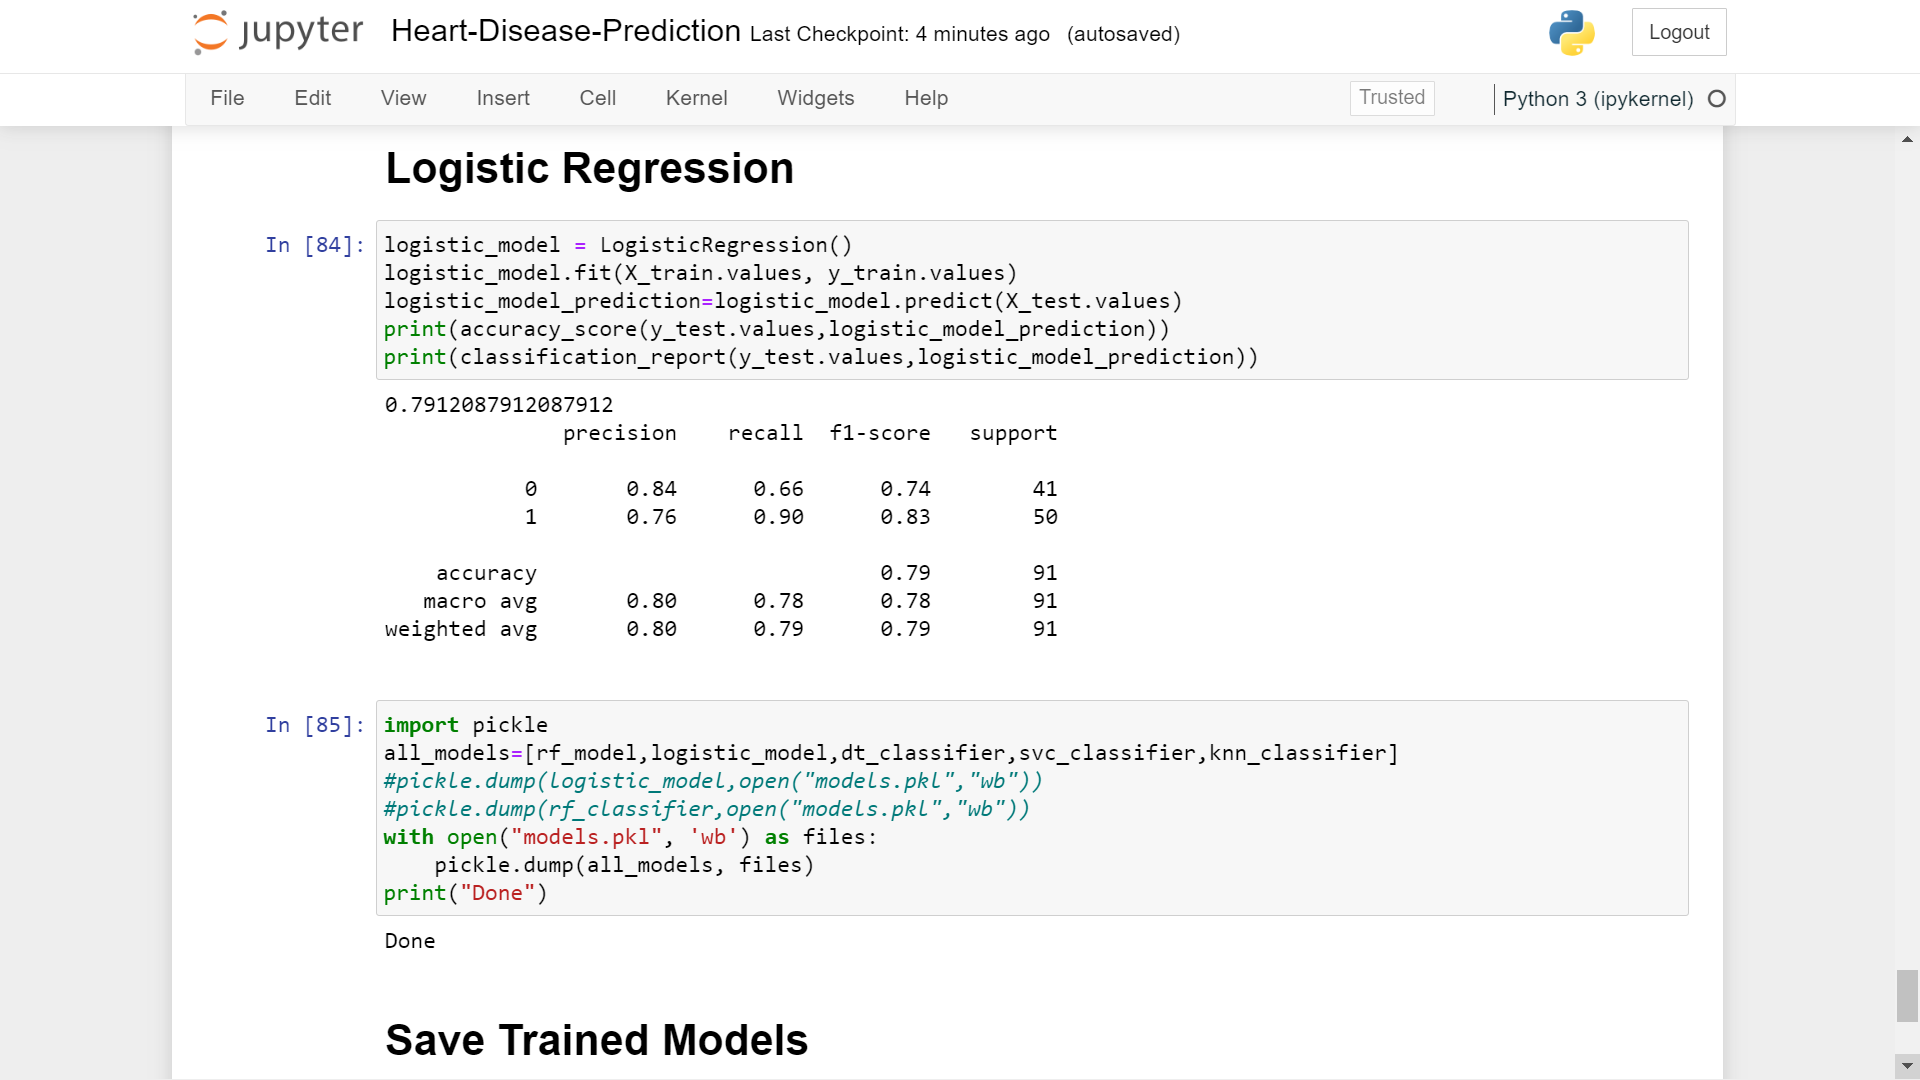 jupyter Heart-Disease-Prediction Last Checkpoint: 4 minutes ago (autosaved) Logout
File Edit View Insert Cell Kernel Widgets Help Trusted Python 3 (ipykernel)
Logistic Regression
In [84]: logistic_model = LogisticRegression()
logistic_model.fit(X_train.values, y_train.values)
logistic_model_prediction=logistic_model.predict(X_test.values)
print(accuracy_score(y_test.values,logistic_model_prediction))
print(classification_report(y_test.values,logistic_model_prediction))
0.7912087912087912
precision recall f1-score support
0 0.84 0.66 0.74 41
1 0.76 0.90 0.83 50
accuracy 0.79 91
macro avg 0.80 0.78 0.78 91
weighted avg 0.80 0.79 0.79 91
In [85]: import pickle
all_models=[rf_model,logistic_model,dt_classifier,svc_classifier,knn_classifier]
#pickle.dump(logistic_model,open("models.pkl","wb"))
#pickle.dump(rf_classifier,open("models.pkl","wb"))
with open("models.pkl", 'wb') as files:
    pickle.dump(all_models, files)
print("Done")
Done
Save Trained Models